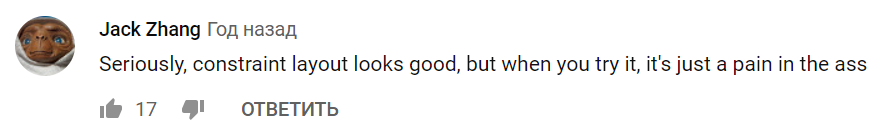 Jack Zhang Год назад
Seriously, constraint layout looks good, but when you try it, it's just a pain in the ass
17 ОТВЕТИТЬ